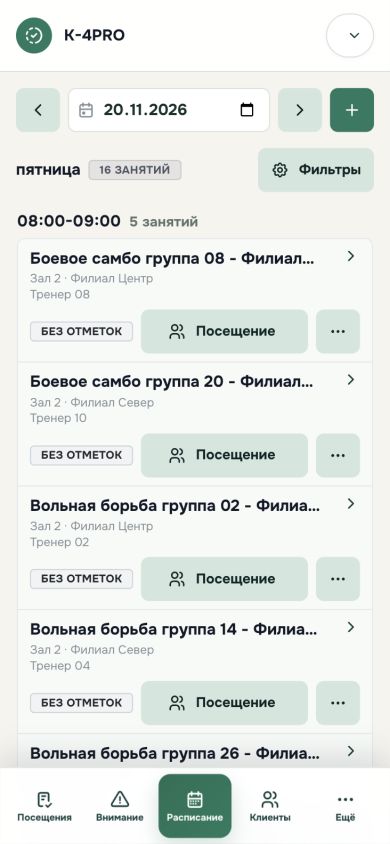 K-4PRO
20.11.2026
пятница 16 ЗАНЯТИЙ
Фильтры
08:00-09:00 5 занятий
Боевое самбо группа 08 - Филиал...
Зал 2 · Филиал Центр
Тренер 08
БЕЗ ОТМЕТОК Посещение
Боевое самбо группа 20 - Филиал...
Зал 2 · Филиал Север
Тренер 10
БЕЗ ОТМЕТОК Посещение
Вольная борьба группа 02 - Филиа...
Зал 2 · Филиал Центр
Тренер 02
БЕЗ ОТМЕТОК Посещение
Вольная борьба группа 14 - Филиа...
Зал 2 · Филиал Север
Тренер 04
БЕЗ ОТМЕТОК Посещение
Вольная борьба группа 26 - Филиа...
Посещения Внимание Расписание Клиенты Ещё